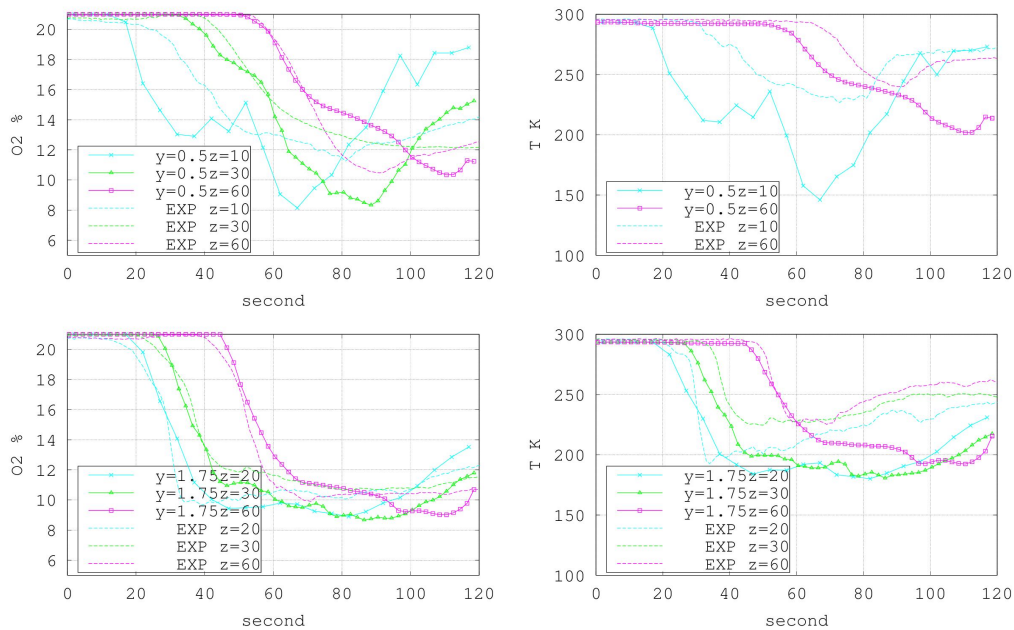 20
18
16
14
12
10
8
6
O2 %
y=0.5z=10
y=0.5z=30
y=0.5z=60
EXP z=10
EXP z=30
EXP z=60
0 20 40 60 80 100 120
second
300
250
200
150
100
T K
y=0.5z=10
y=0.5z=60
EXP z=10
EXP z=60
0 20 40 60 80 100 120
second
20
18
16
14
12
10
8
6
O2 %
y=1.75z=20
y=1.75z=30
y=1.75z=60
EXP z=20
EXP z=30
EXP z=60
0 20 40 60 80 100 120
second
300
250
200
150
100
T K
y=1.75z=20
y=1.75z=30
y=1.75z=60
EXP z=20
EXP z=30
EXP z=60
0 20 40 60 80 100 120
second